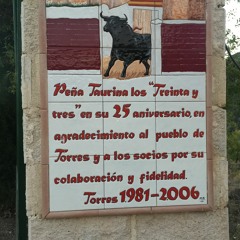 Peña Taurina los "Treinta y
tres" en su 25 aniversario, en
agradecimiento al pueblo de
Torres y a los socios por su
colaboración y fidelidad.
Torres 1981-2006.